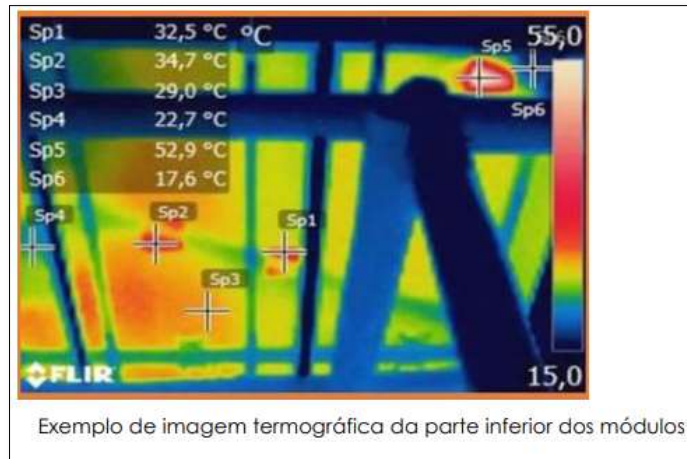 Sp1 32,5 °C °C
Sp2 34,7 °C
Sp3 29,0 °C
Sp4 22,7 °C
Sp5 52,9 °C
Sp6 17,6 °C
Sp5 55,0
Sp6
Sp4 Sp2 Sp1
Sp3
FLIR 15,0
Exemplo de imagem termográfica da parte inferior dos módulos